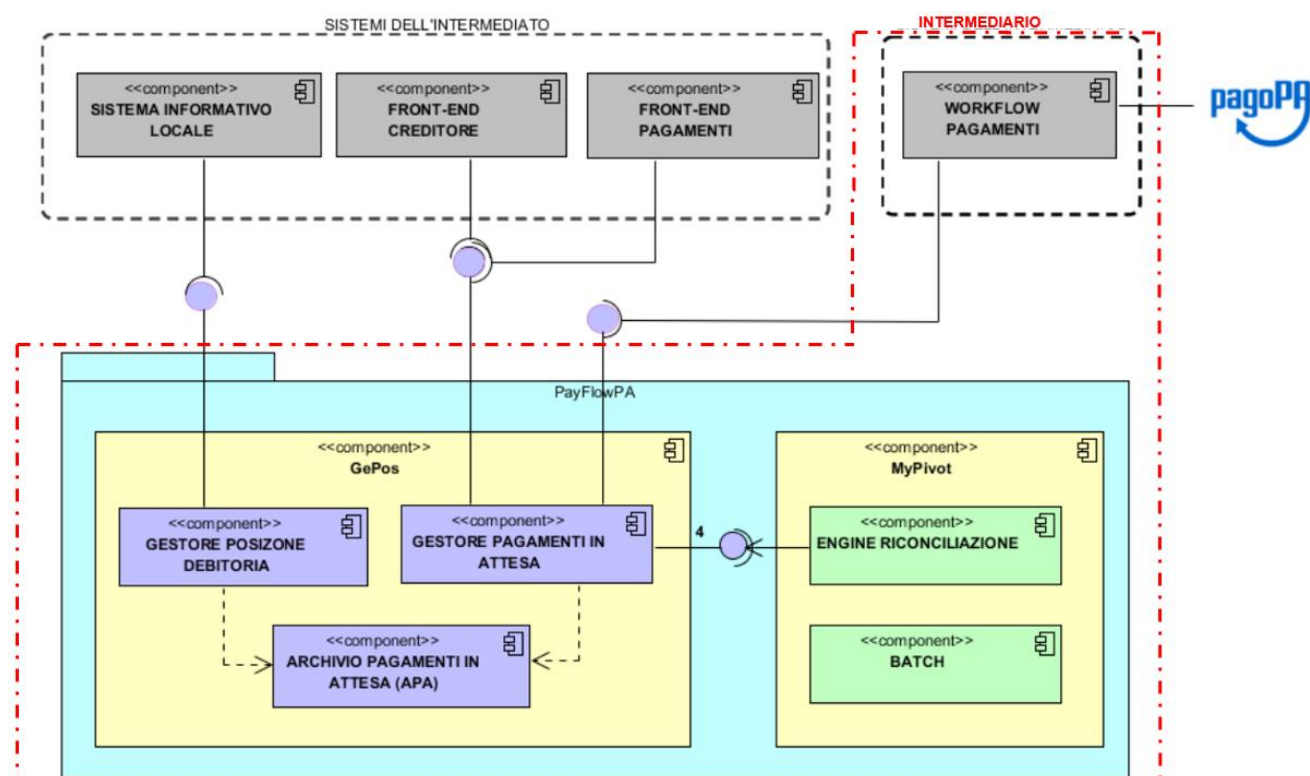 SISTEMI DELL'INTERMEDIATO
INTERMEDIARIO
<<component>>
SISTEMA INFORMATIVO
LOCALE
<<component>>
FRONT-END
CREDITORE
<<component>>
FRONT-END
PAGAMENTI
<<component>>
WORKFLOW
PAGAMENTI
pagoPA
PayFlowPA
<<component>>
GePos
<<component>>
GESTORE POSIZONE
DEBITORIA
<<component>>
GESTORE PAGAMENTI IN
ATTESA
<<component>>
ARCHIVIO PAGAMENTI IN
ATTESA (APA)
4
<<component>>
MyPivot
<<component>>
ENGINE RICONCILIAZIONE
<<component>>
BATCH